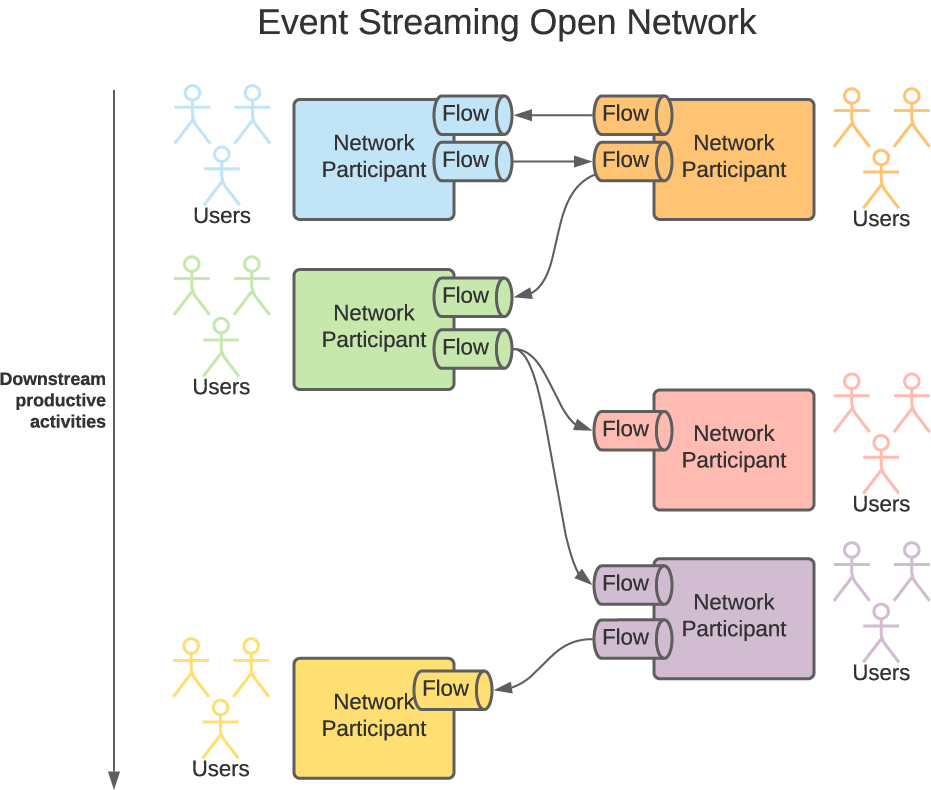 Event Streaming Open Network
Flow
Flow
Network
Participant
Flow
Flow
Network
Participant
Users
Users
Flow
Network
Participant
Flow
Users
Downstream
productive
activities
Flow
Network
Participant
Users
Flow
Network
Participant
Flow
Users
Flow
Network
Participant
Users